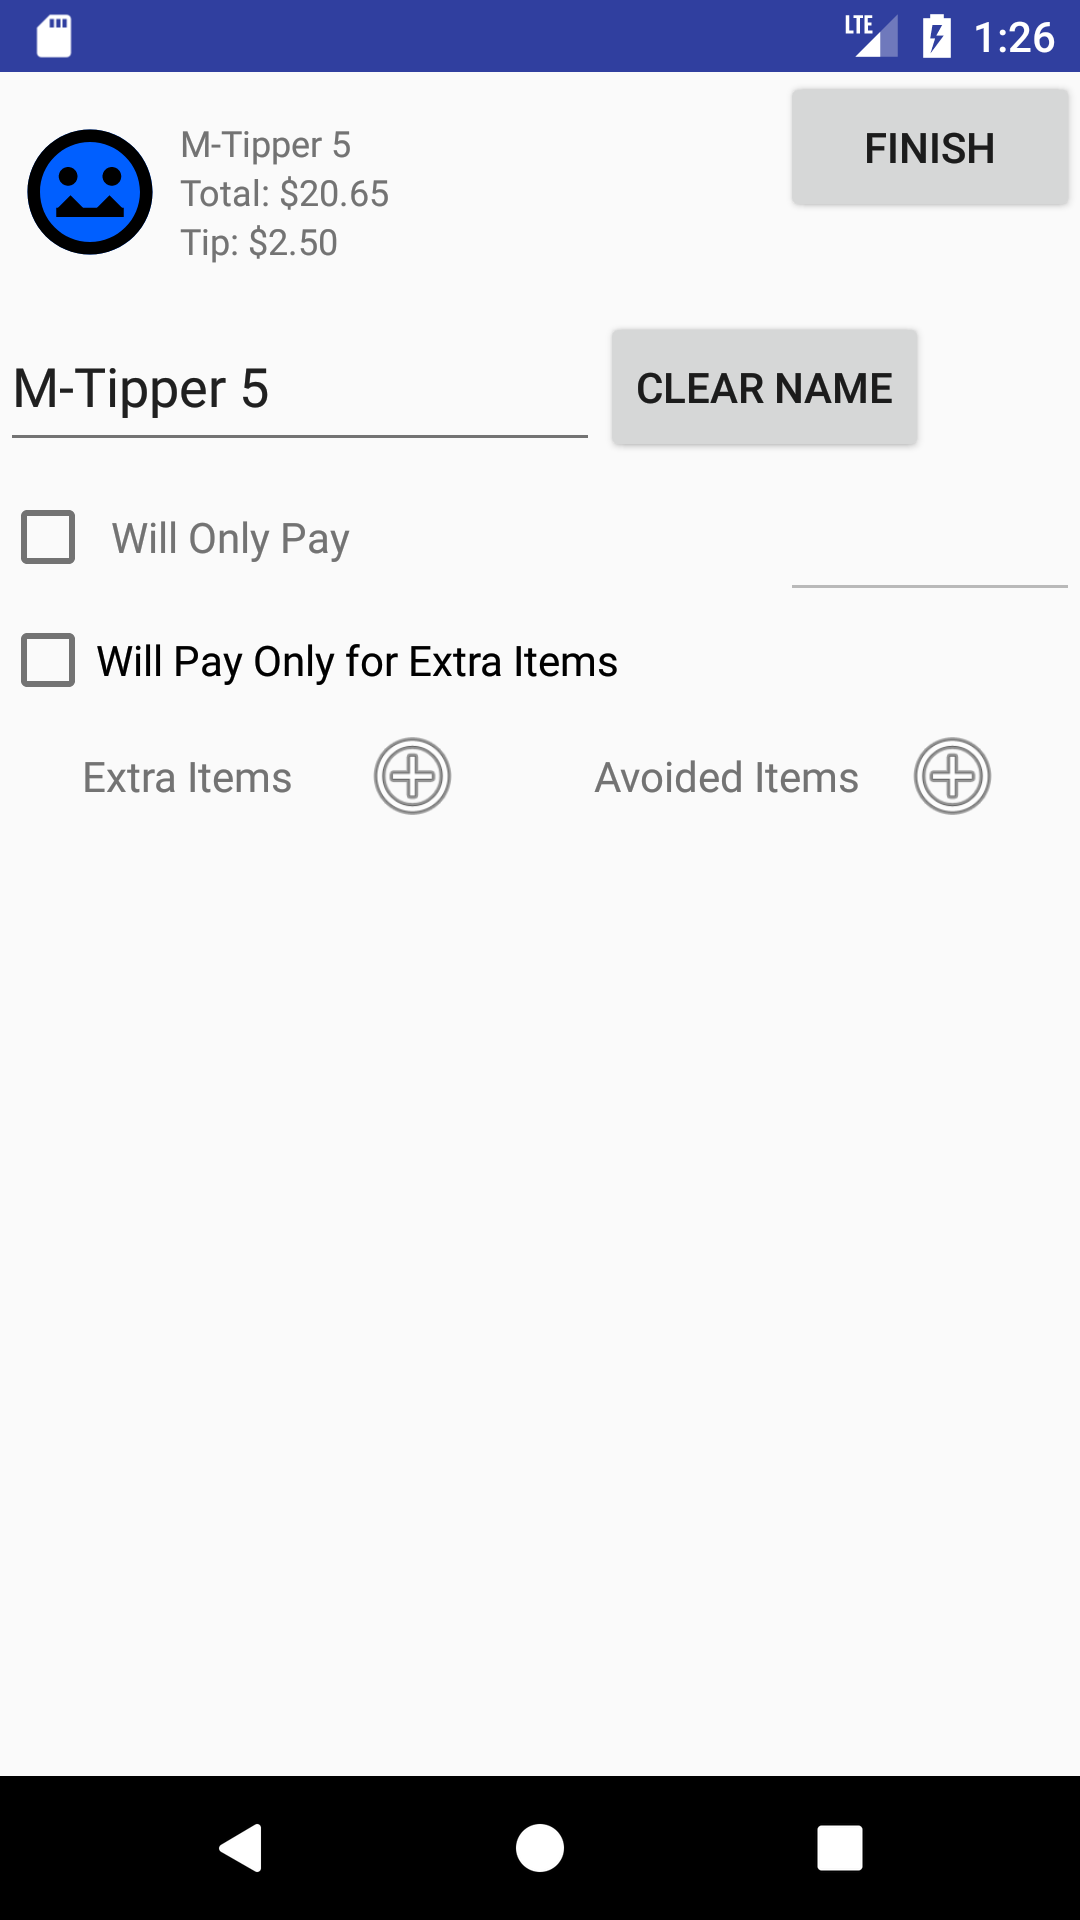 LTE 1:26
M-Tipper 5
Total: $20.65
Tip: $2.50
FINISH
M-Tipper 5
CLEAR NAME
Will Only Pay
Will Pay Only for Extra Items
Extra Items
Avoided Items